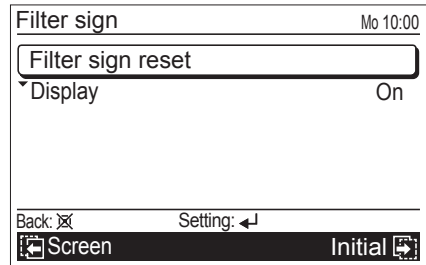 Filter sign Mo 10:00
Filter sign reset
Display On
Back: Setting:
Screen Initial